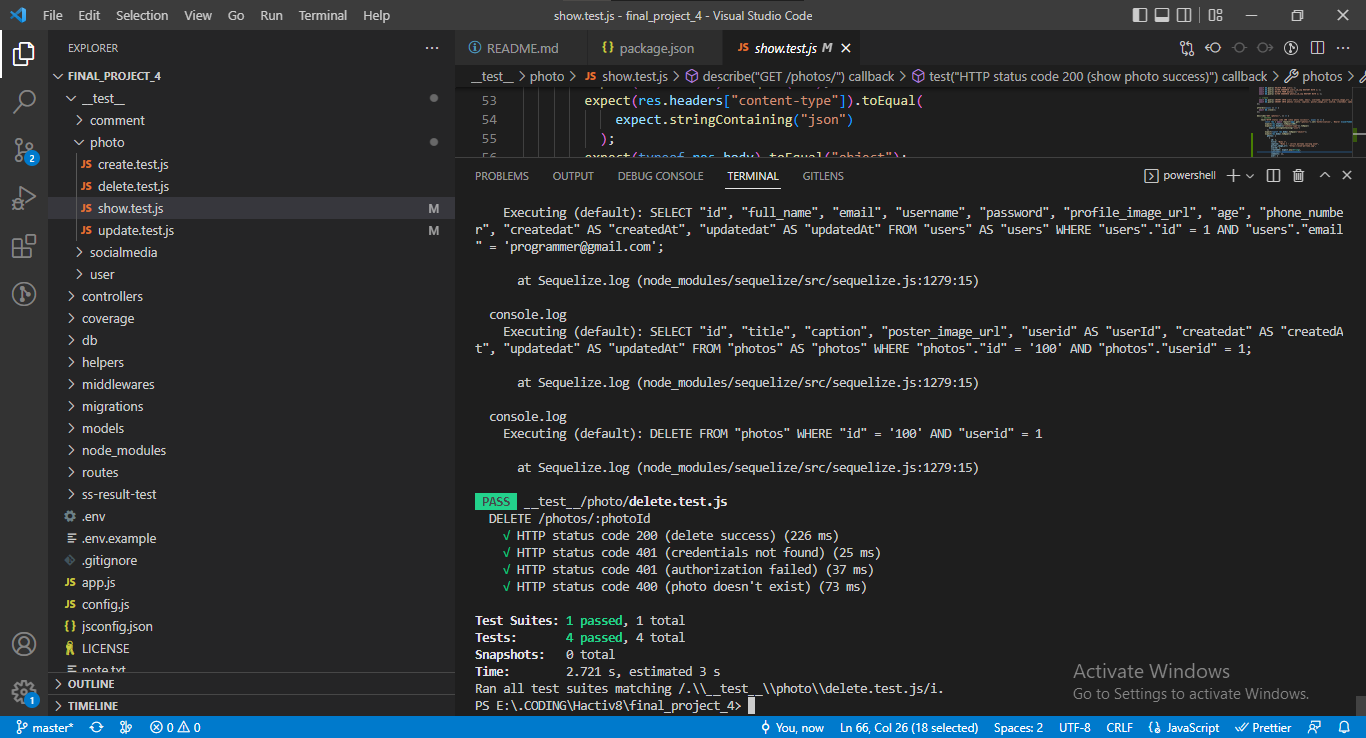 File Edit Selection View Go Run Terminal Help
show.test.js - final_project_4 - Visual Studio Code
EXPLORER
FINAL_PROJECT_4
__test__
comment
photo
JS create.test.js
JS delete.test.js
JS show.test.js M
JS update.test.js M
socialmedia
user
controllers
coverage
db
helpers
middlewares
migrations
models
node_modules
routes
ss-result-test
.env
.env.example
.gitignore
JS app.js
JS config.js
{} jsconfig.json
LICENSE
note.txt
OUTLINE
TIMELINE
2
1
README.md {} package.json JS show.test.js M
__test__ > photo > JS show.test.js > describe("GET /photos/") callback > test("HTTP status code 200 (show photo success)") callback > photos >
53 expect(res.headers["content-type"]).toEqual(
54 expect.stringContaining("json")
55 );
56 expect(typeof res.body).toEqual("object");
PROBLEMS OUTPUT DEBUG CONSOLE TERMINAL GITLENS
powershell
Executing (default): SELECT "id", "full_name", "email", "username", "password", "profile_image_url", "age", "phone_numbe
r", "createdat" AS "createdAt", "updatedat" AS "updatedAt" FROM "users" AS "users" WHERE "users"."id" = 1 AND "users"."email
" = 'programmer@gmail.com';
at Sequelize.log (node_modules/sequelize/src/sequelize.js:1279:15)
console.log
Executing (default): SELECT "id", "title", "caption", "poster_image_url", "userid" AS "userId", "createdat" AS "createdA
t", "updatedat" AS "updatedAt" FROM "photos" AS "photos" WHERE "photos"."id" = '100' AND "photos"."userid" = 1;
at Sequelize.log (node_modules/sequelize/src/sequelize.js:1279:15)
console.log
Executing (default): DELETE FROM "photos" WHERE "id" = '100' AND "userid" = 1
at Sequelize.log (node_modules/sequelize/src/sequelize.js:1279:15)
PASS __test__/photo/delete.test.js
DELETE /photos/:photoId
√ HTTP status code 200 (delete success) (226 ms)
√ HTTP status code 401 (credentials not found) (25 ms)
√ HTTP status code 401 (authorization failed) (37 ms)
√ HTTP status code 400 (photo doesn't exist) (73 ms)
Test Suites: 1 passed, 1 total
Tests: 4 passed, 4 total
Snapshots: 0 total
Time: 2.721 s, estimated 3 s
Ran all test suites matching /.\\__test__\\photo\\delete.test.js/i.
PS E:\.CODING\Hactiv8\final_project_4>
Activate Windows
Go to Settings to activate Windows.
master* 0 0 You, now Ln 66, Col 26 (18 selected) Spaces: 2 UTF-8 CRLF {} JavaScript Prettier